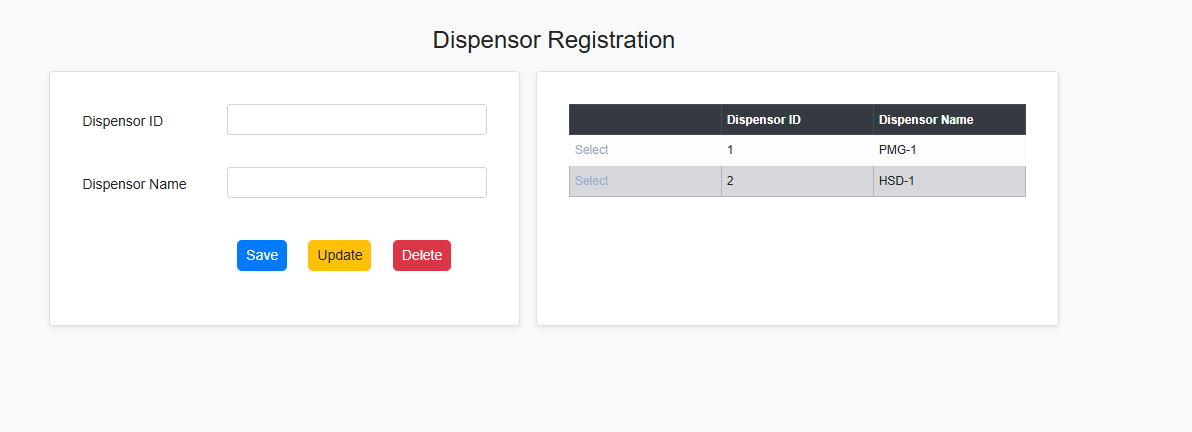 Dispensor Registration
Dispensor ID
Dispensor Name
Save Update Delete
Dispensor ID Dispensor Name
Select 1 PMG-1
Select 2 HSD-1